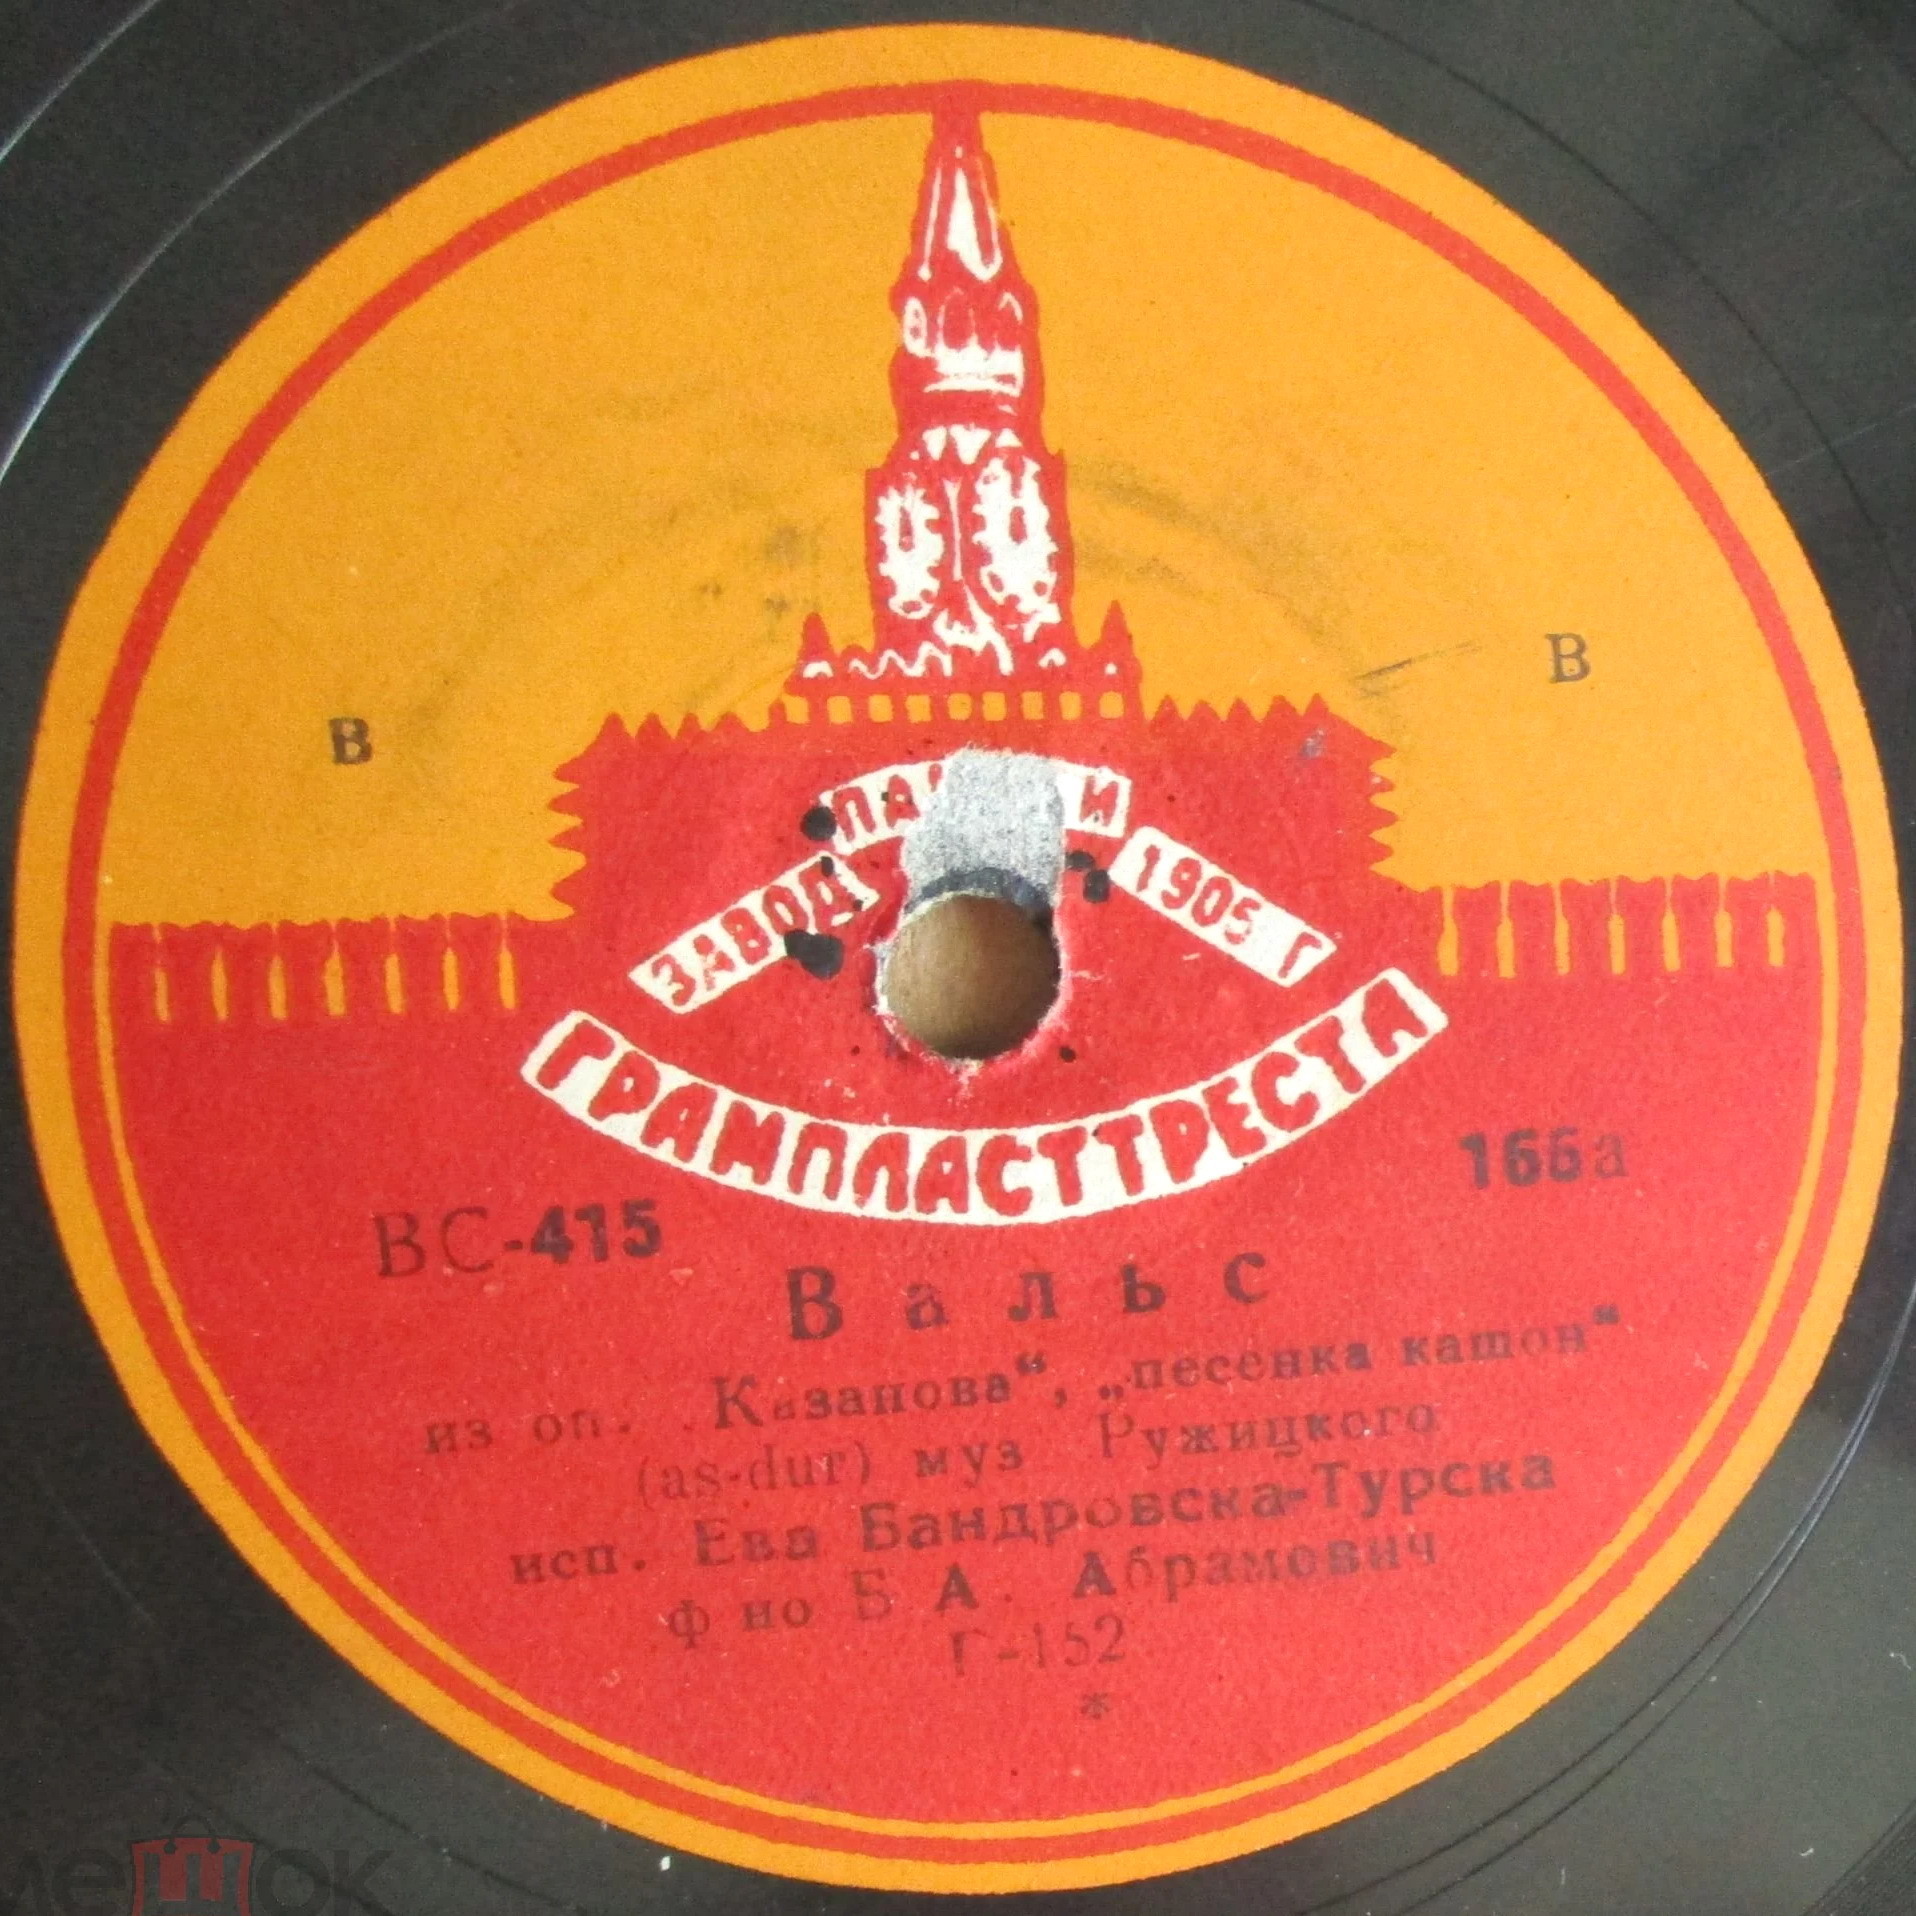 В
В
ЗАВОД
1905 Г
ГРАМПЛАСТТРЕСТА
ВС-415
166а
Вальс
из оп. „Казанова“, „песенка кашон“
(as-dur) муз Ружицкого
исп. Ева Бандровска-Турска
ф но Б А. Абрамович
Г-152
*
мешок